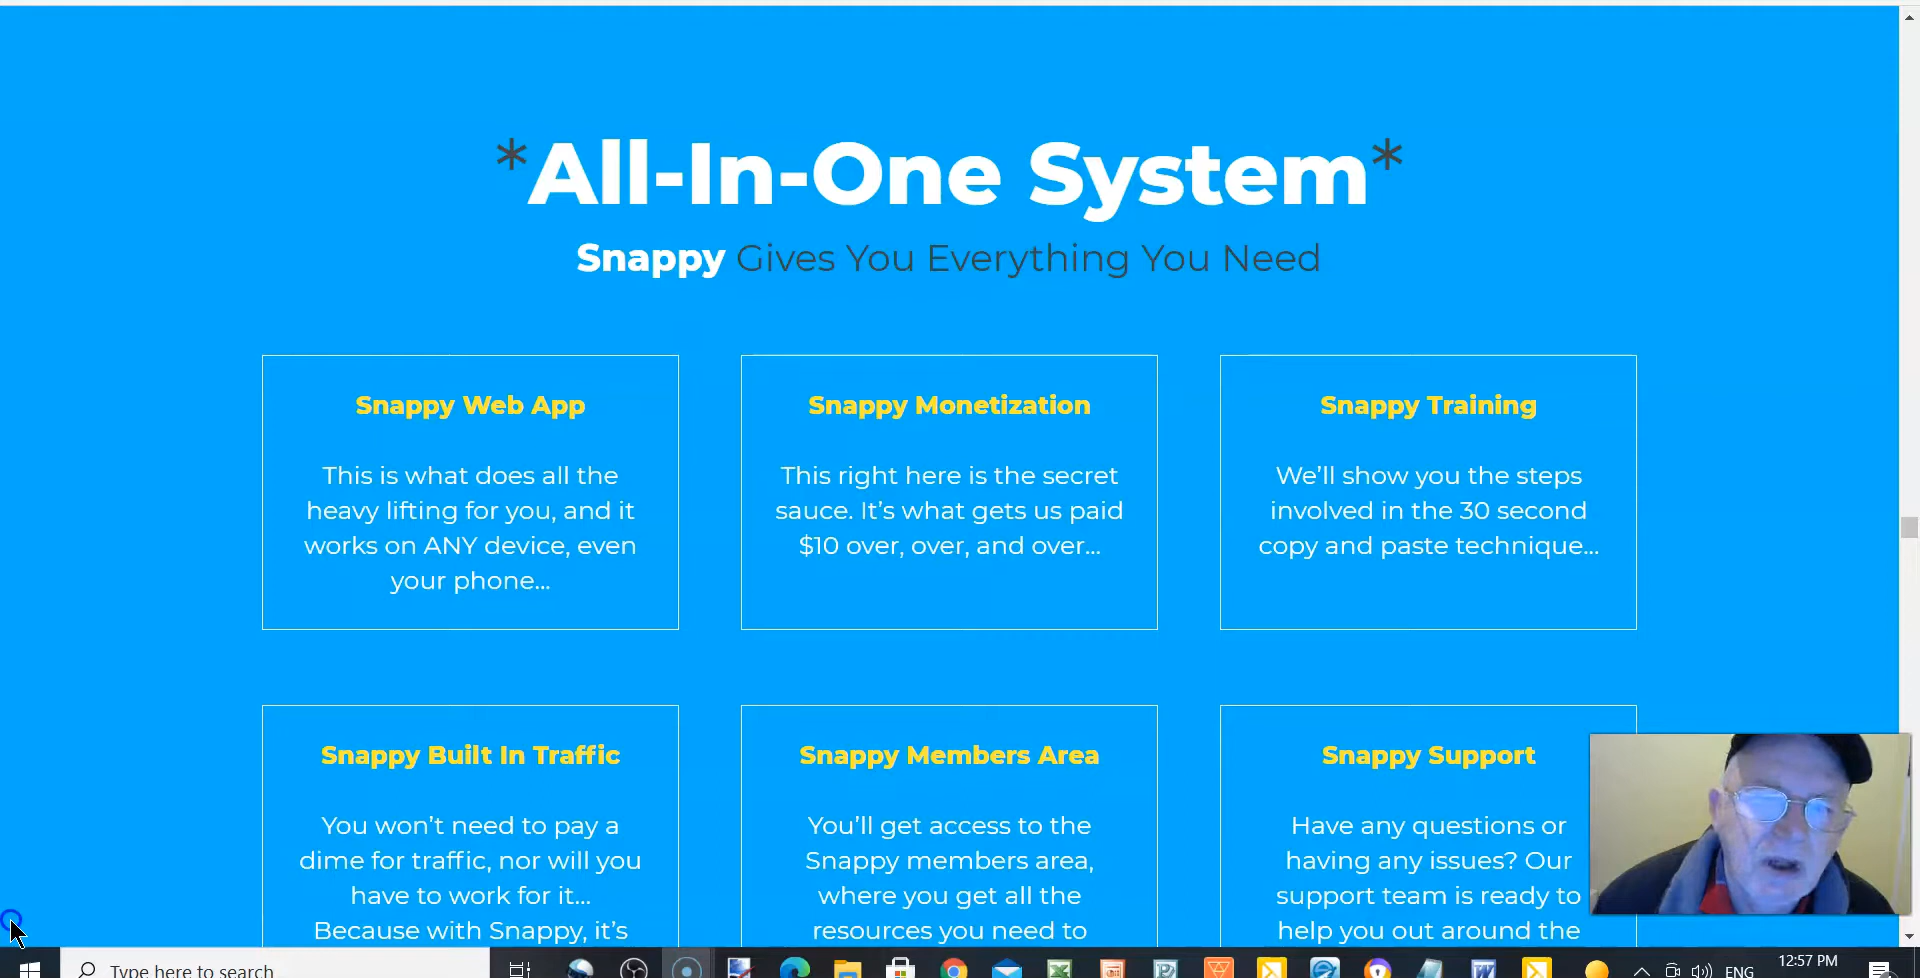 *All-In-One System*
Snappy Gives You Everything You Need
Snappy Web App
This is what does all the
heavy lifting for you, and it
works on ANY device, even
your phone...
Snappy Monetization
This right here is the secret
sauce. It’s what gets us paid
$10 over, over, and over...
Snappy Training
We’ll show you the steps
involved in the 30 second
copy and paste technique...
Snappy Built In Traffic
You won’t need to pay a
dime for traffic, nor will you
have to work for it...
Because with Snappy, it’s
Snappy Members Area
You’ll get access to the
Snappy members area,
where you get all the
resources you need to
Snappy Support
Have any questions or
having any issues? Our
support team is ready to
help you out around the
Type here to search
ENG
12:57 PM